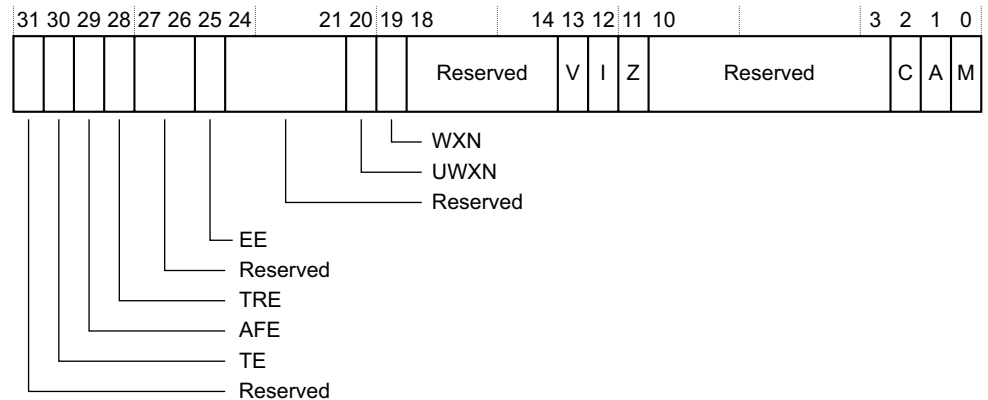 31 30 29 28 27 26 25 24 21 20 19 18 14 13 12 11 10 3 2 1 0
Reserved V I Z Reserved C A M
WXN
UWXN
Reserved
EE
Reserved
TRE
AFE
TE
Reserved